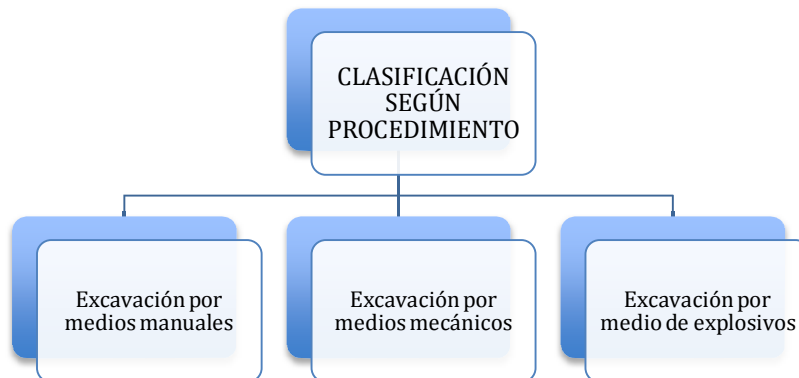 CLASIFICACIÓN
SEGÚN
PROCEDIMIENTO
Excavación por
medios manuales
Excavación por
medios mecánicos
Excavación por
medio de explosivos